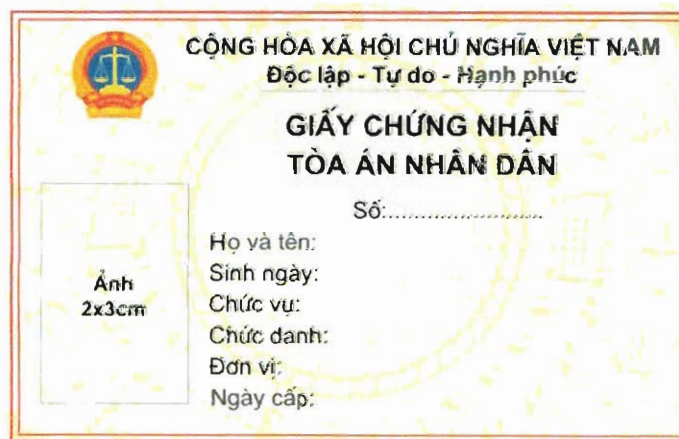 CỘNG HÒA XÃ HỘI CHỦ NGHĨA VIỆT NAM
Độc lập - Tự do - Hạnh phúc
GIẤY CHỨNG NHẬN
TÒA ÁN NHÂN DÂN
Số:..........................
Ảnh
2x3cm
Họ và tên:
Sinh ngày:
Chức vụ:
Chức danh:
Đơn vị:
Ngày cấp: